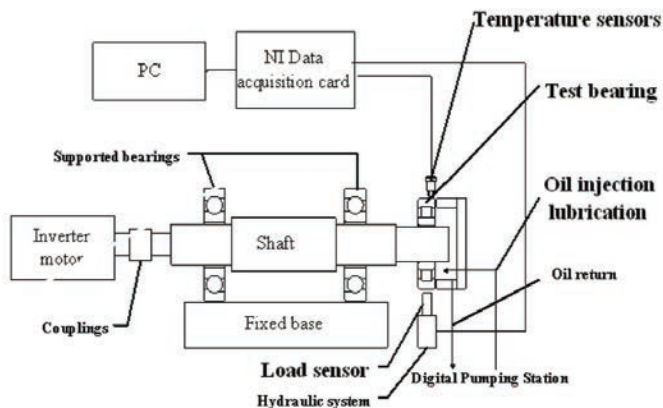 Temperature sensors
PC
NI Data
acquisition card
Test bearing
Supported bearings
Oil injection
lubrication
Inverter
motor
Shaft
Oil return
Couplings
Fixed base
Load sensor
Digital Pumping Station
Hydraulic system